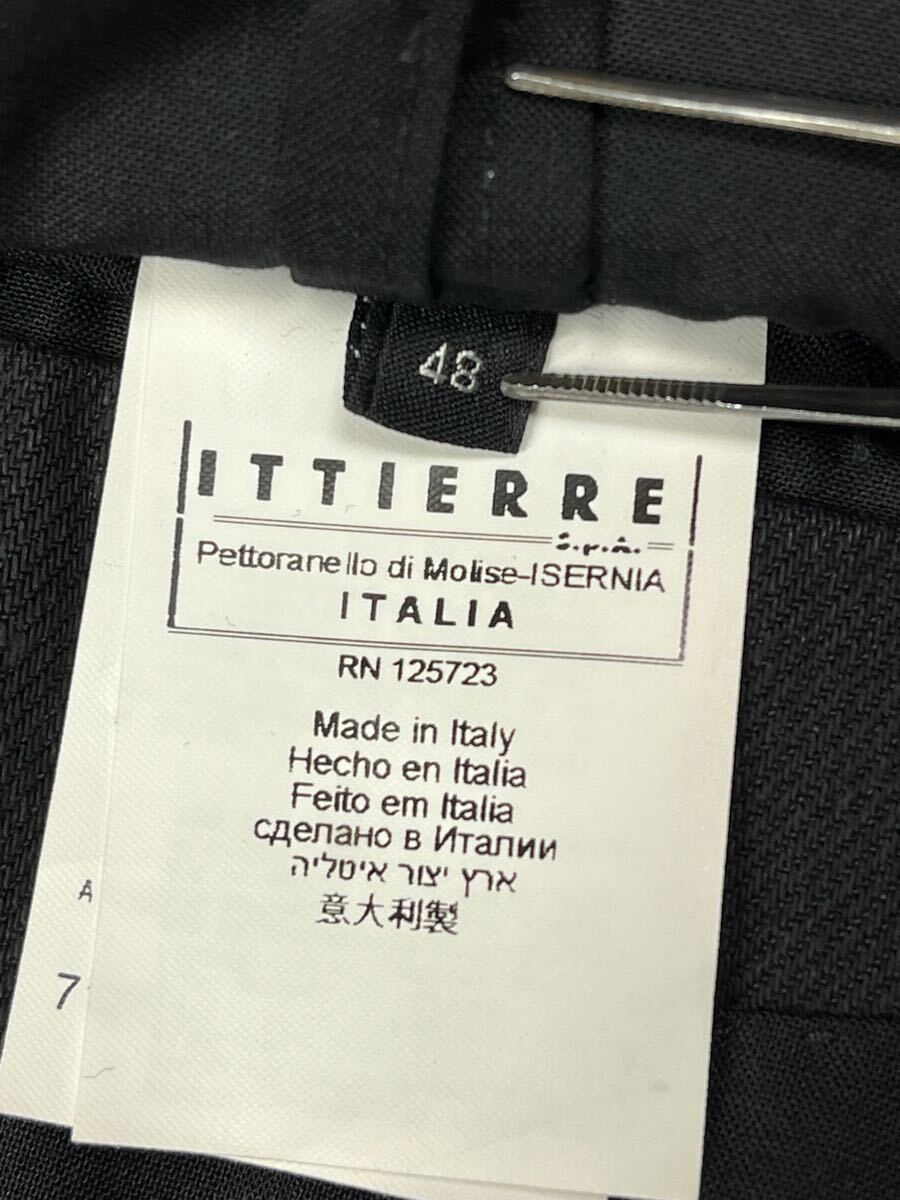 48
ITTIERRE
S.p.A.
Pettoranello di Molise-ISERNIA
ITALIA
RN 125723
Made in Italy
Hecho en Italia
Feito em Italia
сделано в Италии
ארץ יצור איטליה
意大利製
A
7